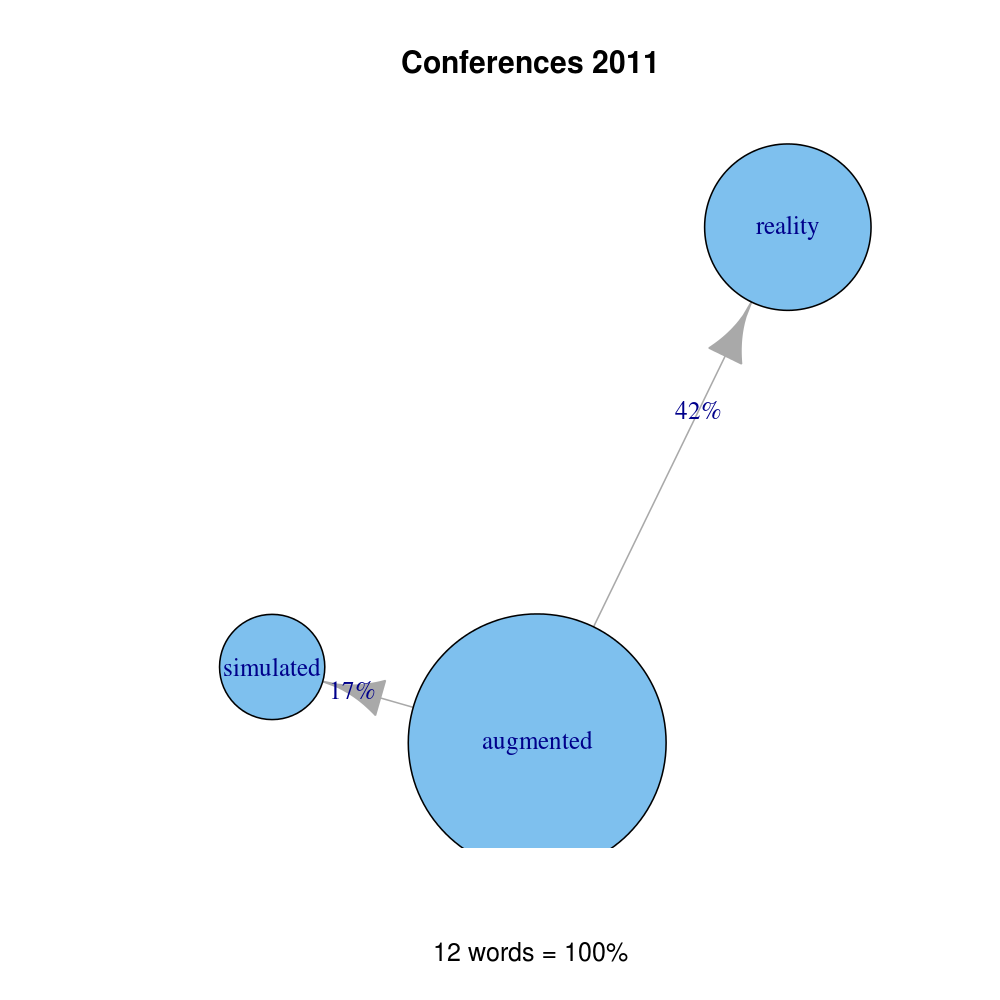 Conferences 2011
reality
42%
simulated
17%
augmented
12 words = 100%